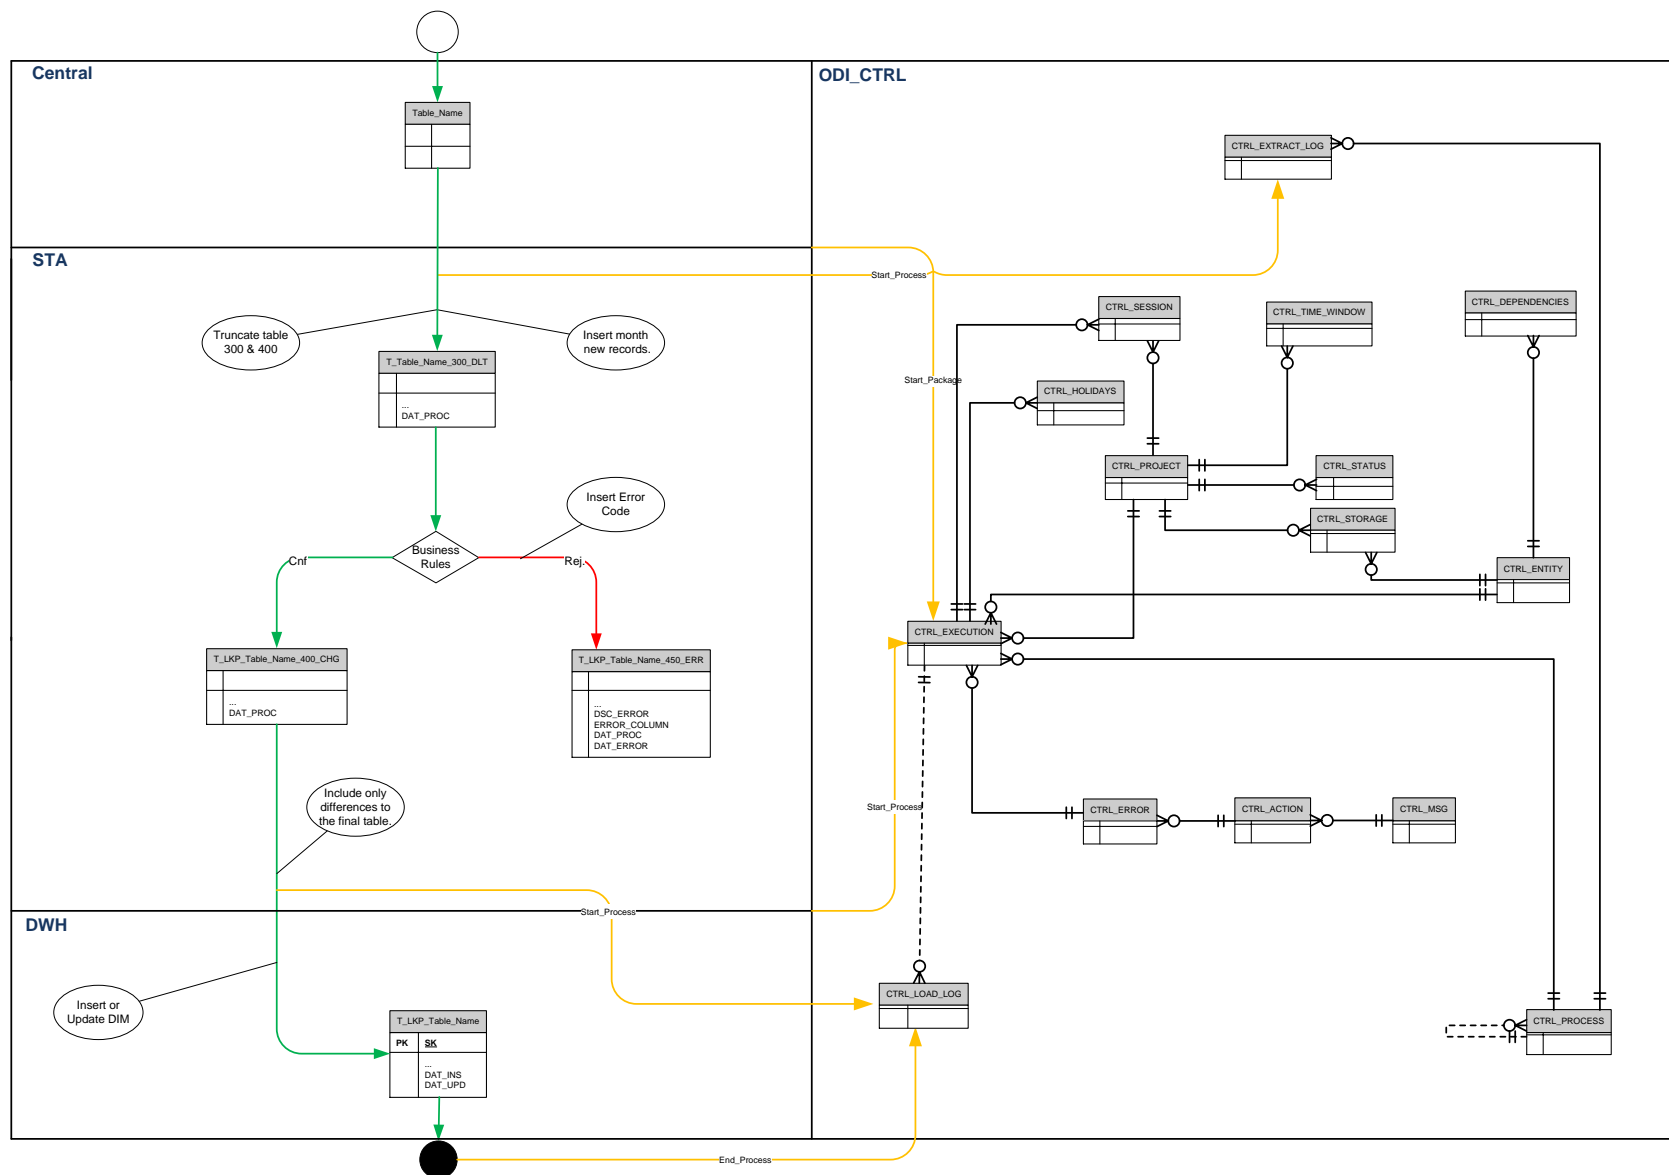 Central
Table_Name
STA
Truncate table
300 & 400
Insert month
new records.
T_Table_Name_300_DLT
...
DAT_PROC
Insert Error
Code
Business
Rules
Cnf
Rej.
T_LKP_Table_Name_400_CHG
...
DAT_PROC
T_LKP_Table_Name_450_ERR
...
DSC_ERROR
ERROR_COLUMN
DAT_PROC
DAT_ERROR
Include only
differences to
the final table.
Start_Process
DWH
Insert or
Update DIM
T_LKP_Table_Name
PK SK
...
DAT_INS
DAT_UPD
End_Process
ODI_CTRL
CTRL_EXTRACT_LOG
Start_Process
CTRL_SESSION
CTRL_TIME_WINDOW
CTRL_DEPENDENCIES
Start_Package
CTRL_HOLIDAYS
CTRL_PROJECT
CTRL_STATUS
CTRL_STORAGE
CTRL_ENTITY
CTRL_EXECUTION
Start_Process
CTRL_ERROR
CTRL_ACTION
CTRL_MSG
CTRL_LOAD_LOG
CTRL_PROCESS